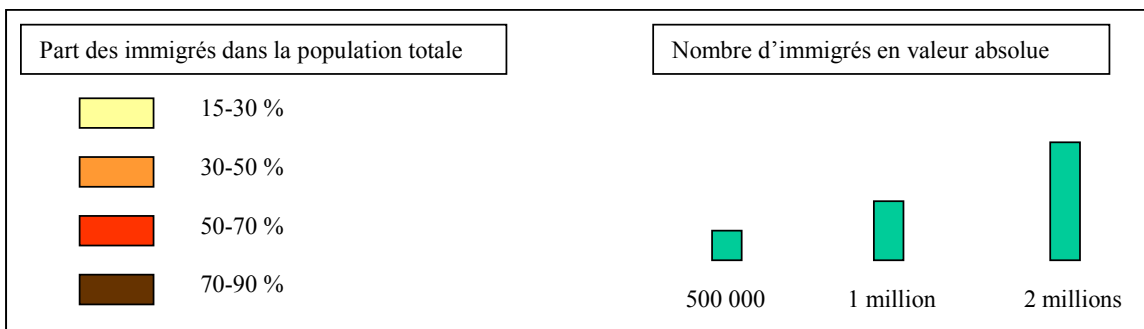 Part des immigrés dans la population totale
15-30 %
30-50 %
50-70 %
70-90 %
Nombre d’immigrés en valeur absolue
500 000
1 million
2 millions